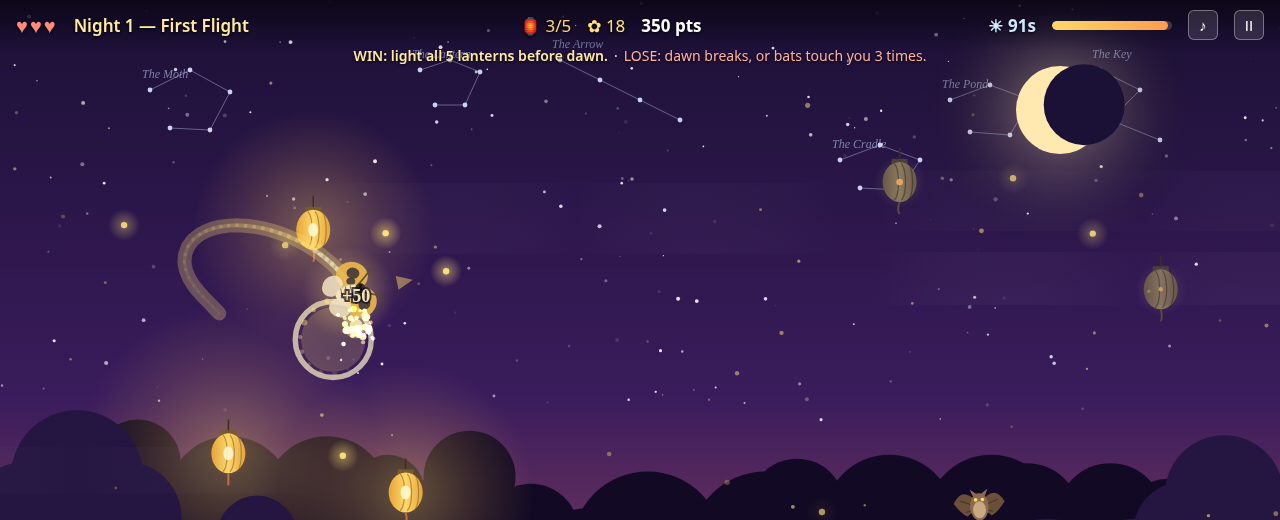 ♥♥♥ Night 1 — First Flight 🏮 3/5 · ✿ 18 350 pts ☀ 91s ♪ ⏸
WIN: light all 5 lanterns before dawn. · LOSE: dawn breaks, or bats touch you 3 times.
The Arrow
The Key
The Moth
The Pond
The Cradle
+50